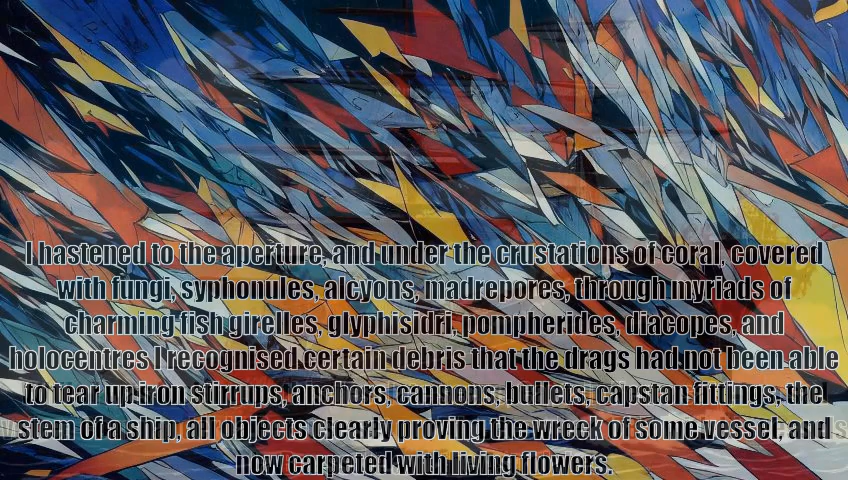 I hastened to the aperture, and under the crustations of coral, covered
with fungi, syphonules, alcyons, madrepores, through myriads of
charming fish girelles, glyphisidri, pompherides, diacopes, and
holocentres I recognised certain debris that the drags had not been able
to tear up iron stirrups, anchors, cannons, bullets, capstan fittings, the
stem of a ship, all objects clearly proving the wreck of some vessel, and
now carpeted with living flowers.